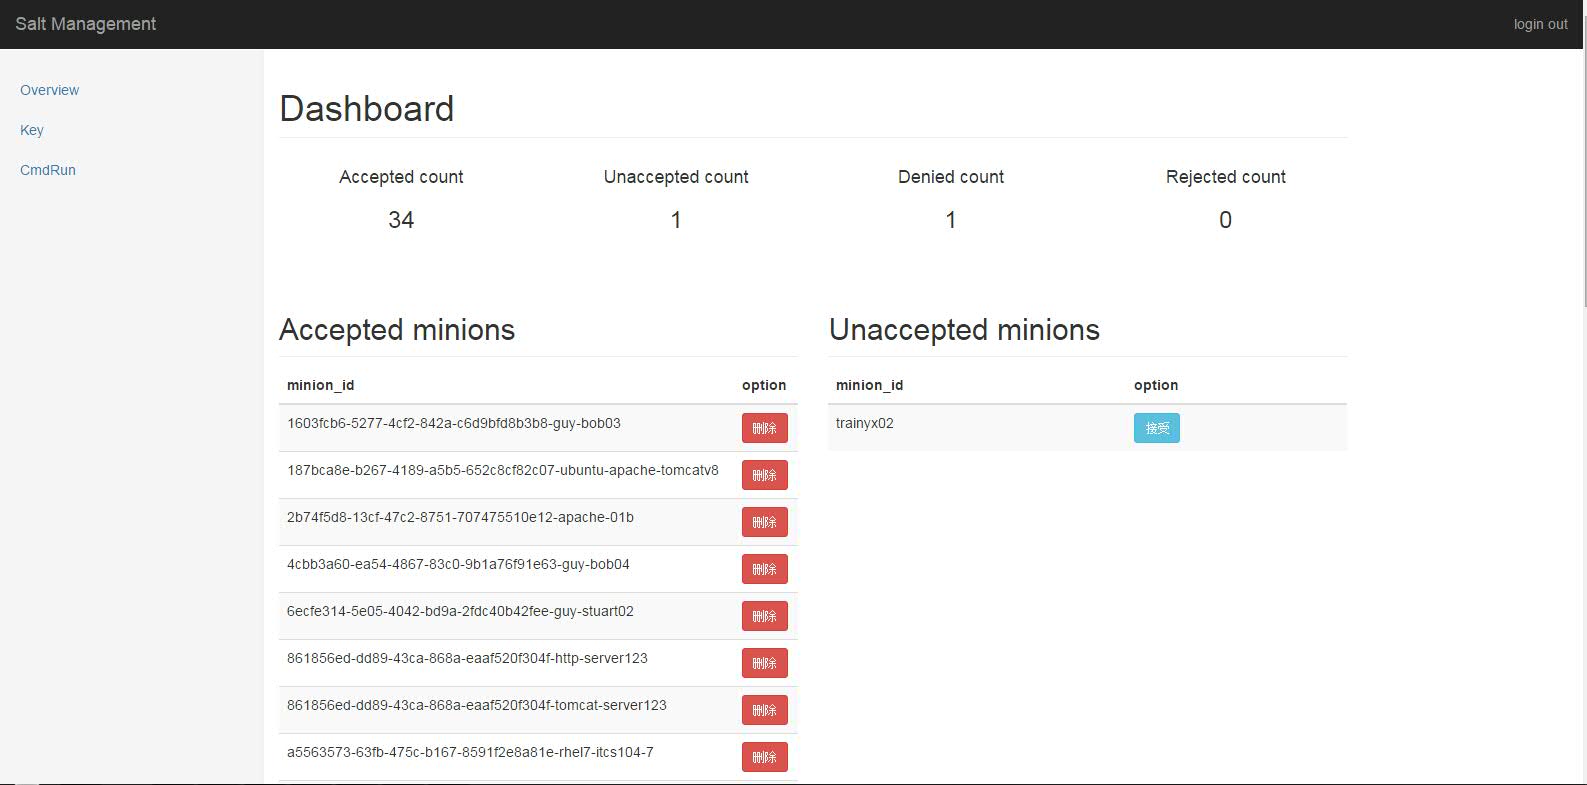 Salt Management
login out
Overview
Key
CmdRun
Dashboard
Accepted count
Unaccepted count
Denied count
Rejected count
34
1
1
0
Accepted minions
minion_id option
1603fcb6-5277-4cf2-842a-c6d9bfd8b3b8-guy-bob03 删除
187bca8e-b267-4189-a5b5-652c8cf82c07-ubuntu-apache-tomcatv8 删除
2b74f5d8-13cf-47c2-8751-707475510e12-apache-01b 删除
4cbb3a60-ea54-4867-83c0-9b1a76f91e63-guy-bob04 删除
6ecfe314-5e05-4042-bd9a-2fdc40b42fee-guy-stuart02 删除
861856ed-dd89-43ca-868a-eaaf520f304f-http-server123 删除
861856ed-dd89-43ca-868a-eaaf520f304f-tomcat-server123 删除
a5563573-63fb-475c-b167-8591f2e8a81e-rhel7-itcs104-7 删除
Unaccepted minions
minion_id option
trainyx02 接受